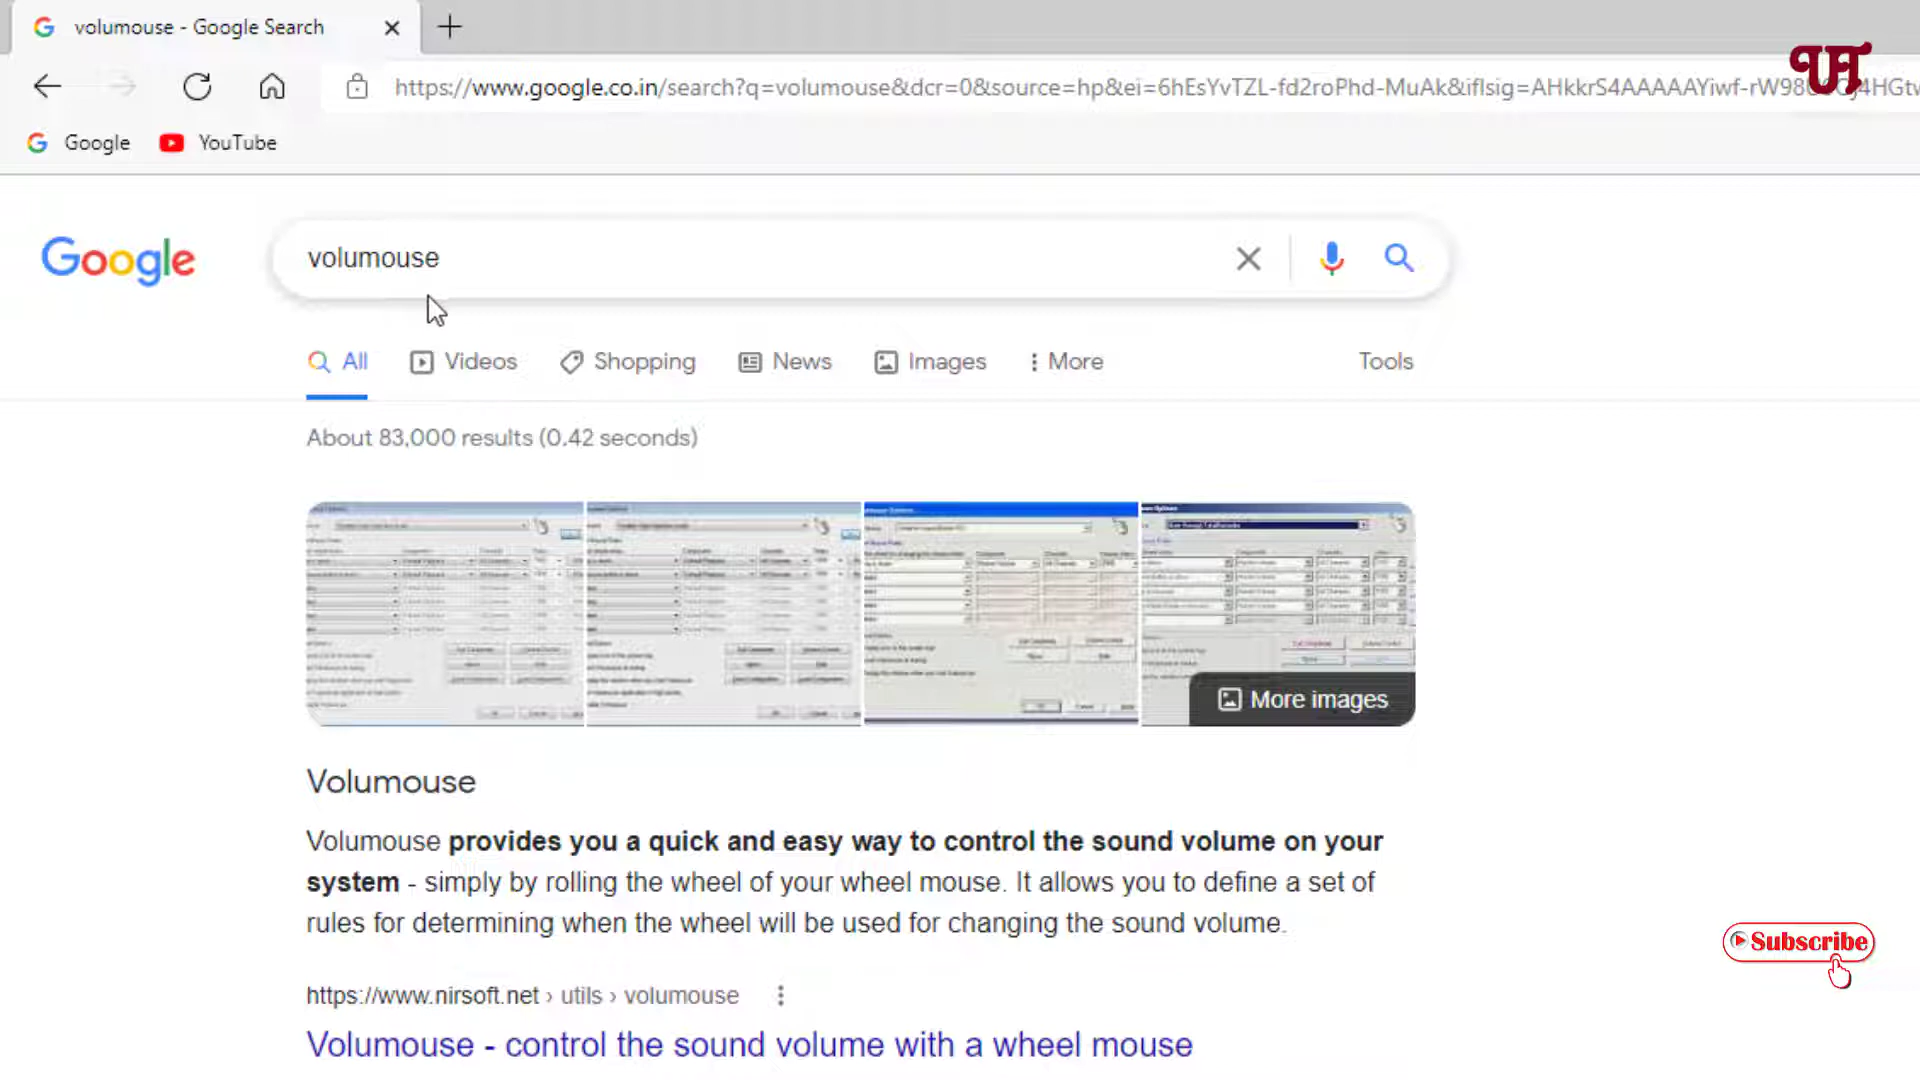 volumouse - Google Search
https://www.google.co.in/search?q=volumouse&dcr=0&source=hp&ei=6hEsYvTZL-fd2roPhd-MuAk&iflsig=AHkkrS4AAAAAYiwf-rW98
UT
Google YouTube
Google volumouse
All Videos Shopping News Images More Tools
About 83,000 results (0.42 seconds)
More images
Volumouse
Volumouse provides you a quick and easy way to control the sound volume on your
system - simply by rolling the wheel of your wheel mouse. It allows you to define a set of
rules for determining when the wheel will be used for changing the sound volume.
Subscribe
https://www.nirsoft.net › utils › volumouse
Volumouse - control the sound volume with a wheel mouse